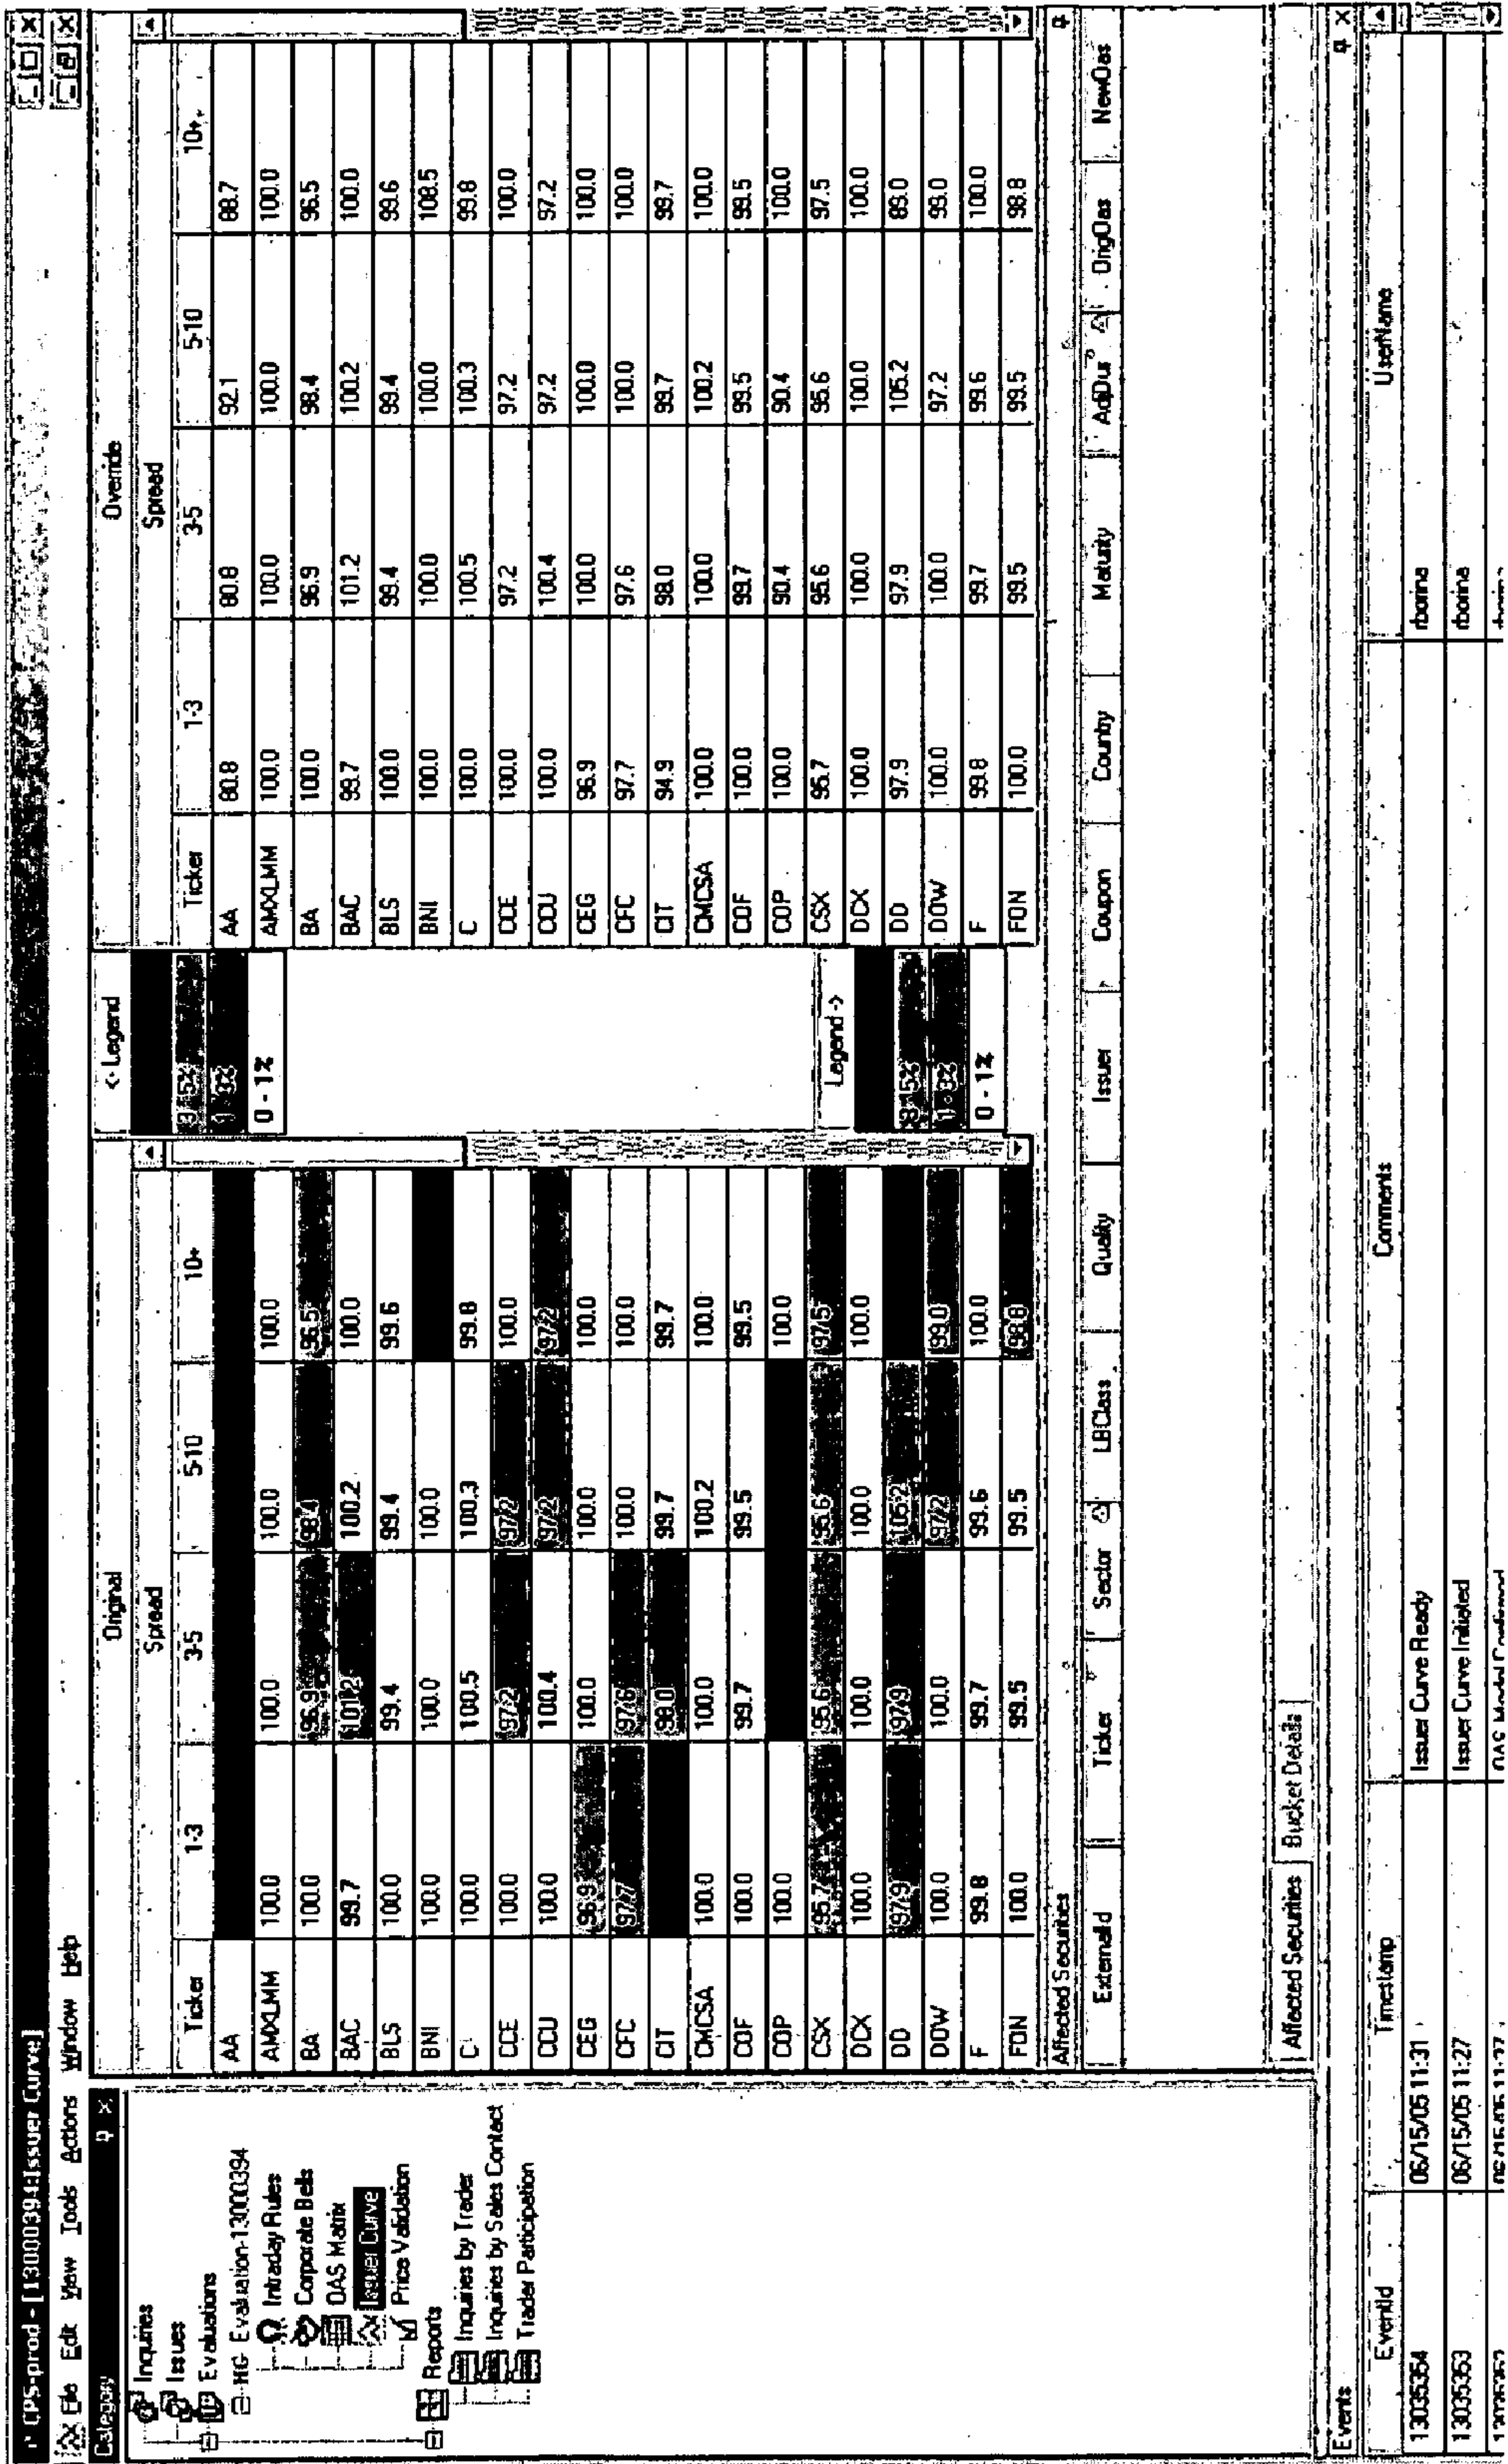 CPS-prod - [13000394:Issuer Curve]
File Edit View Tools Actions Window Help
Category
Inquiries
Issues
Evaluations
HG Evaluation-13000394
Intraday Rules
Corporate Bells
OAS Matrix
Issuer Curve
Price Validation
Reports
Inquiries by Trader
Inquiries by Sales Contact
Trader Participation
Original
Spread
Ticker 1-3 3-5 5-10 10+
AA
AMXLMM 100.0 100.0 100.0 100.0
BA 100.0 96.9 98.4 96.5
BAC 99.7 101.2 100.2 100.0
BLS 100.0 99.4 99.4 99.6
BNI 100.0 100.0 100.0
C 100.0 100.5 100.3 99.8
CCE 100.0 97.2 97.2 100.0
CCU 100.0 100.4 97.2 97.2
CEG 96.9 100.0 100.0 100.0
CFC 97.7 97.6 100.0 100.0
CIT 98.0 99.7 99.7
CMCSA 100.0 100.0 100.2 100.0
COF 100.0 99.7 99.5 99.5
COP 100.0 100.0
CSX 95.7 95.6 95.6 97.5
DCX 100.0 100.0 100.0 100.0
DD 97.9 97.9 105.2
DOW 100.0 100.0 97.2 99.0
F 99.8 99.7 99.6 100.0
FON 100.0 99.5 99.5 98.8
<- Legend
3-15%
1-3%
0 - 1%
Legend ->
3-15%
1-3%
0 - 1%
Override
Spread
Ticker 1-3 3-5 5-10 10+
AA 80.8 80.8 92.1 88.7
AMXLMM 100.0 100.0 100.0 100.0
BA 100.0 96.9 98.4 96.5
BAC 99.7 101.2 100.2 100.0
BLS 100.0 99.4 99.4 99.6
BNI 100.0 100.0 100.0 108.5
C 100.0 100.5 100.3 99.8
CCE 100.0 97.2 97.2 100.0
CCU 100.0 100.4 97.2 97.2
CEG 96.9 100.0 100.0 100.0
CFC 97.7 97.6 100.0 100.0
CIT 94.9 98.0 99.7 99.7
CMCSA 100.0 100.0 100.2 100.0
COF 100.0 99.7 99.5 99.5
COP 100.0 90.4 90.4 100.0
CSX 95.7 95.6 95.6 97.5
DCX 100.0 100.0 100.0 100.0
DD 97.9 97.9 105.2 89.0
DOW 100.0 100.0 97.2 99.0
F 99.8 99.7 99.6 100.0
FON 100.0 99.5 99.5 98.8
Affected Securities
ExternalId Ticker Sector LBClass Quality Issuer Coupon Country Maturity AdjDur OrigOas NewOas
Affected Securities Bucket Details
Events
EventId Timestamp Comments UserName
13035354 06/15/05 11:31 Issuer Curve Ready rborina
13035353 06/15/05 11:27 Issuer Curve Initiated rborina